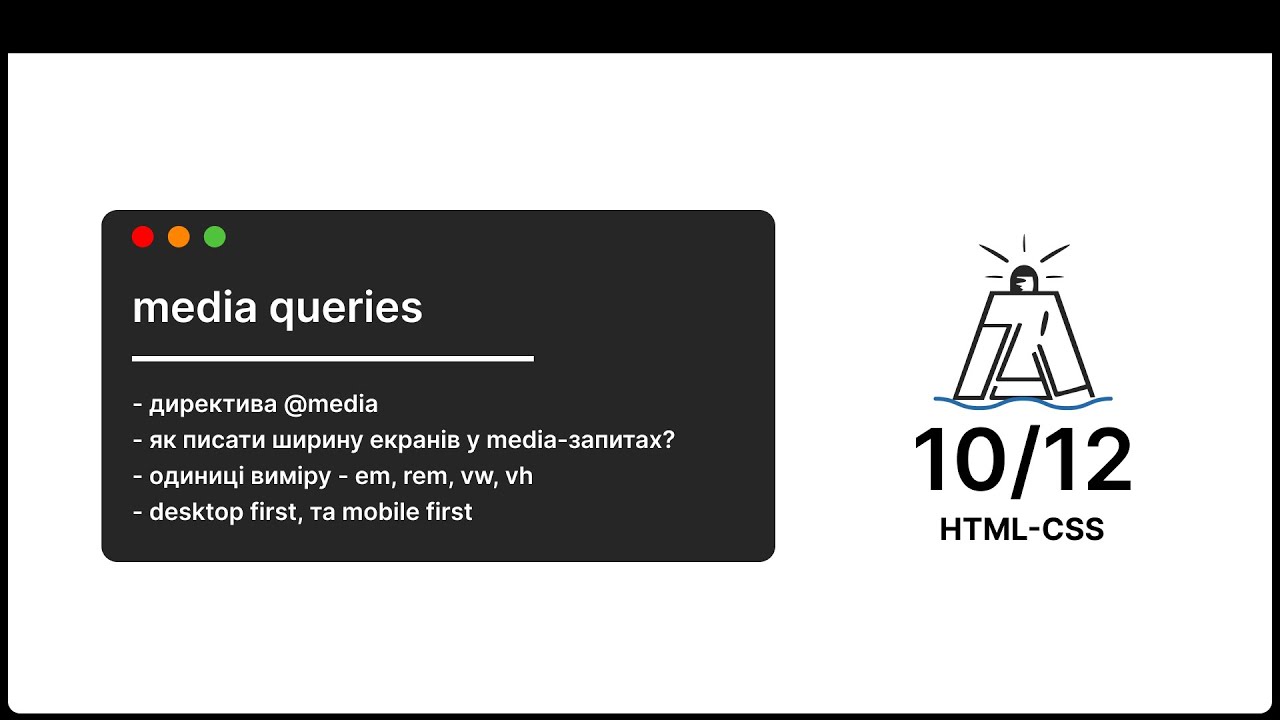 media queries
- директива @media
- як писати ширину екранів у media-запитах?
- одиниці виміру - em, rem, vw, vh
- desktop first, та mobile first
10/12
HTML-CSS